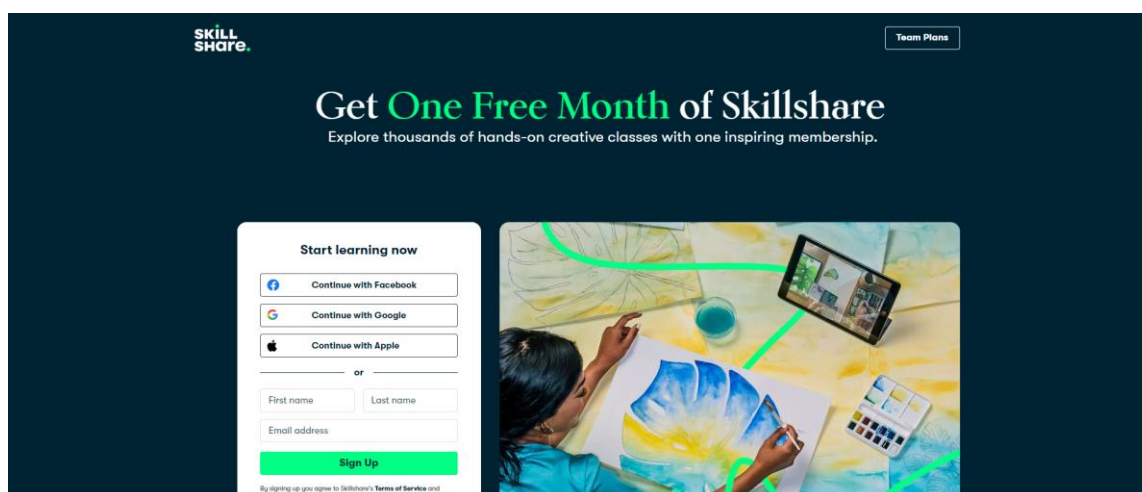 SKILL
SHare.
Team Plans
Get One Free Month of Skillshare
Explore thousands of hands-on creative classes with one inspiring membership.
Start learning now
Continue with Facebook
Continue with Google
Continue with Apple
or
First name Last name
Email address
Sign Up
By signing up you agree to Skillshare's Terms of Service and